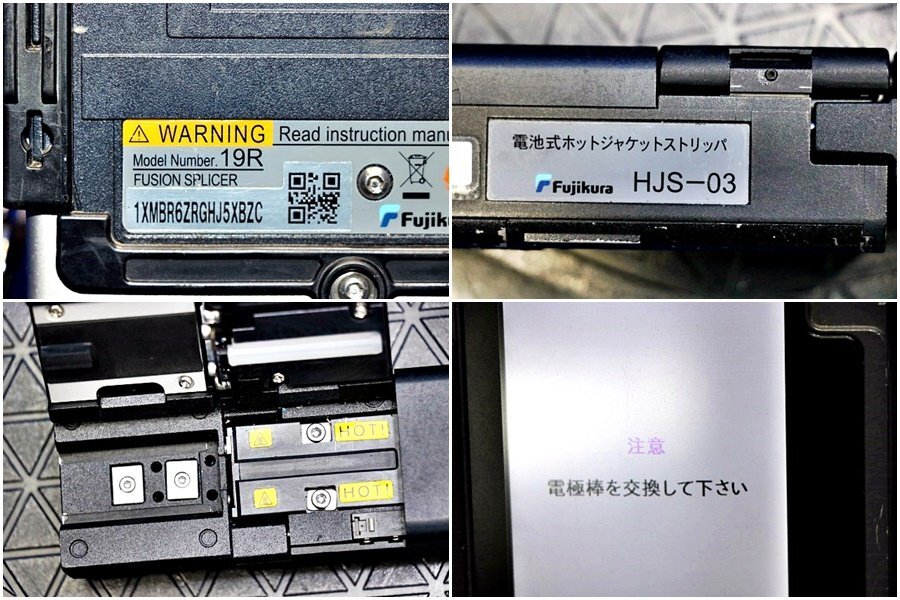 WARNING Read instruction manu
Model Number. 19R
FUSION SPLICER
1XMBR6ZRGHJ5XBZC
Fujik
電池式ホットジャケットストリッパ
Fujikura HJS-03
HOT!
HOT!
注意
電極棒を交換して下さい